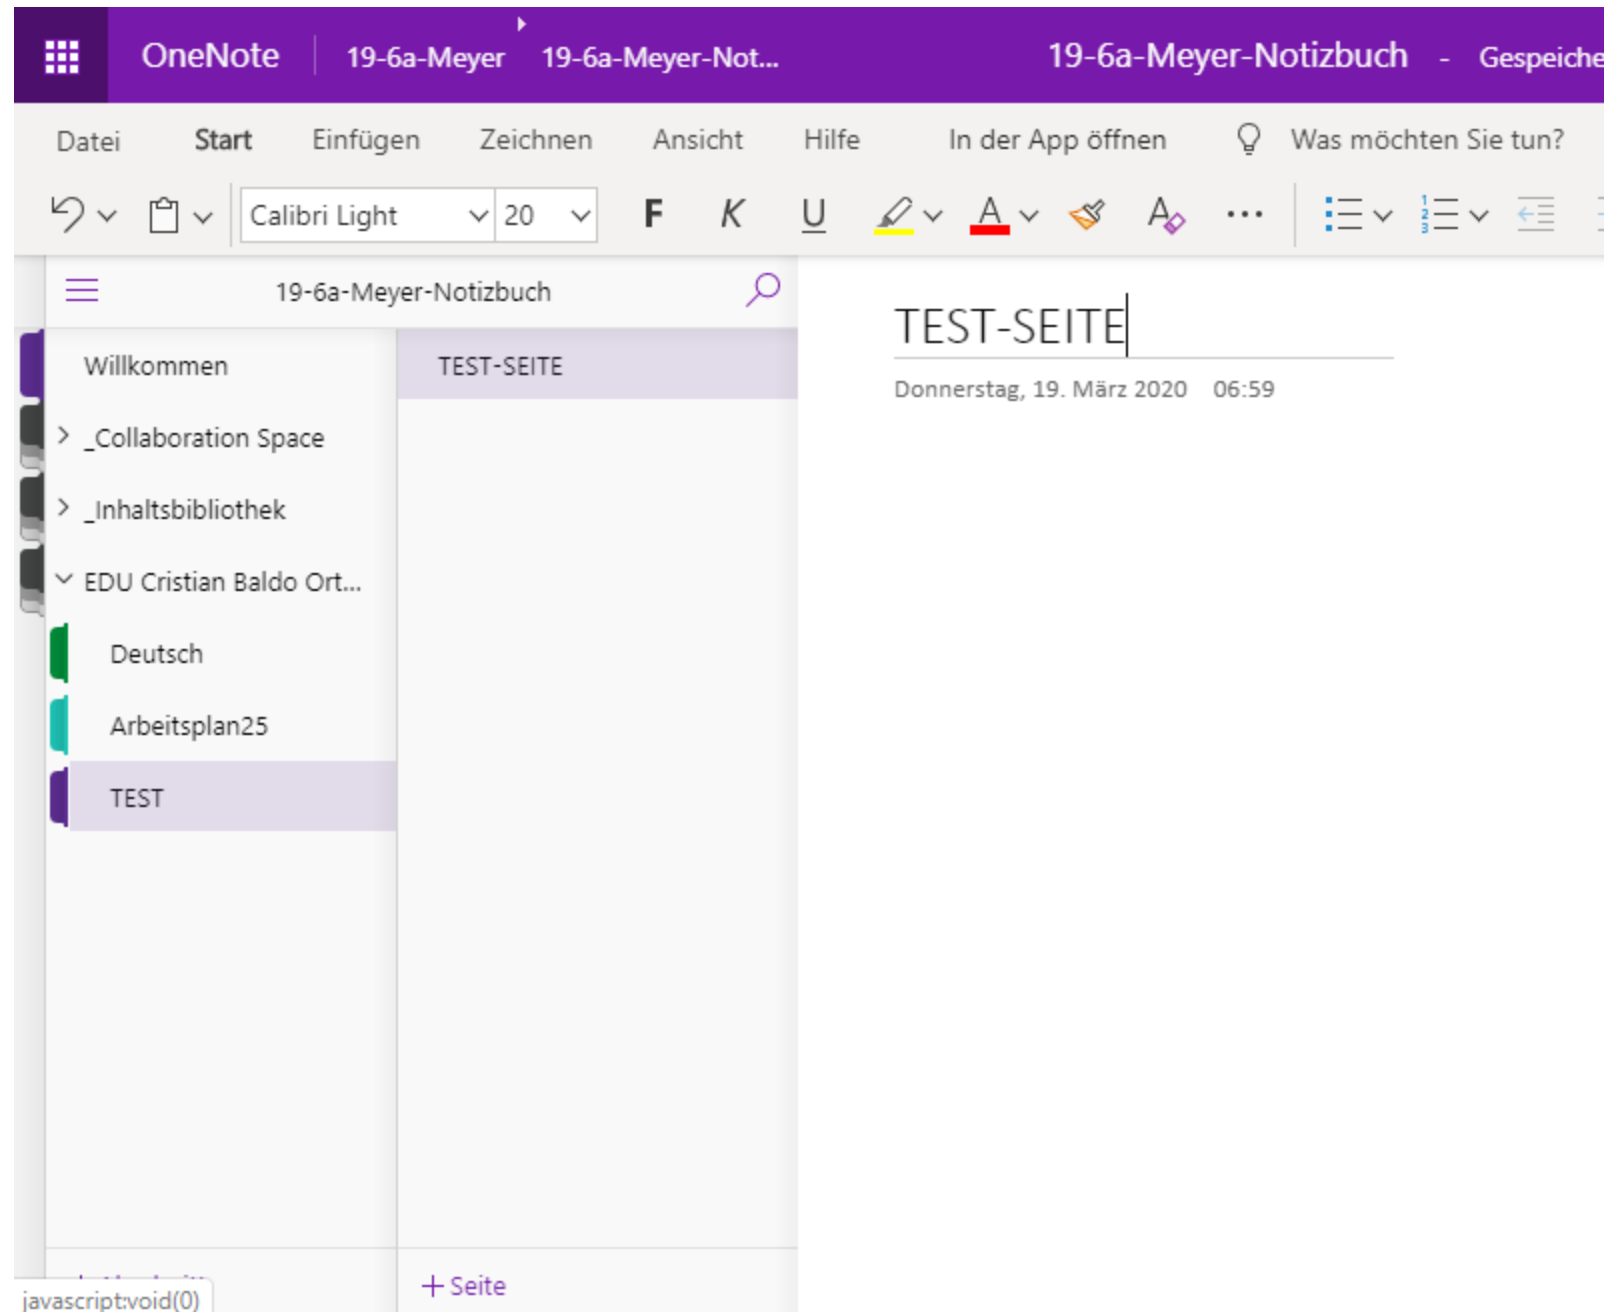 OneNote 19-6a-Meyer 19-6a-Meyer-Not... 19-6a-Meyer-Notizbuch - Gespeiche
Datei Start Einfügen Zeichnen Ansicht Hilfe In der App öffnen Was möchten Sie tun?
Calibri Light 20 F K U A A ...
19-6a-Meyer-Notizbuch
TEST-SEITE
Donnerstag, 19. März 2020 06:59
Willkommen
_Collaboration Space
_Inhaltsbibliothek
EDU Cristian Baldo Ort...
Deutsch
Arbeitsplan25
TEST
TEST-SEITE
+ Seite
javascript:void(0)